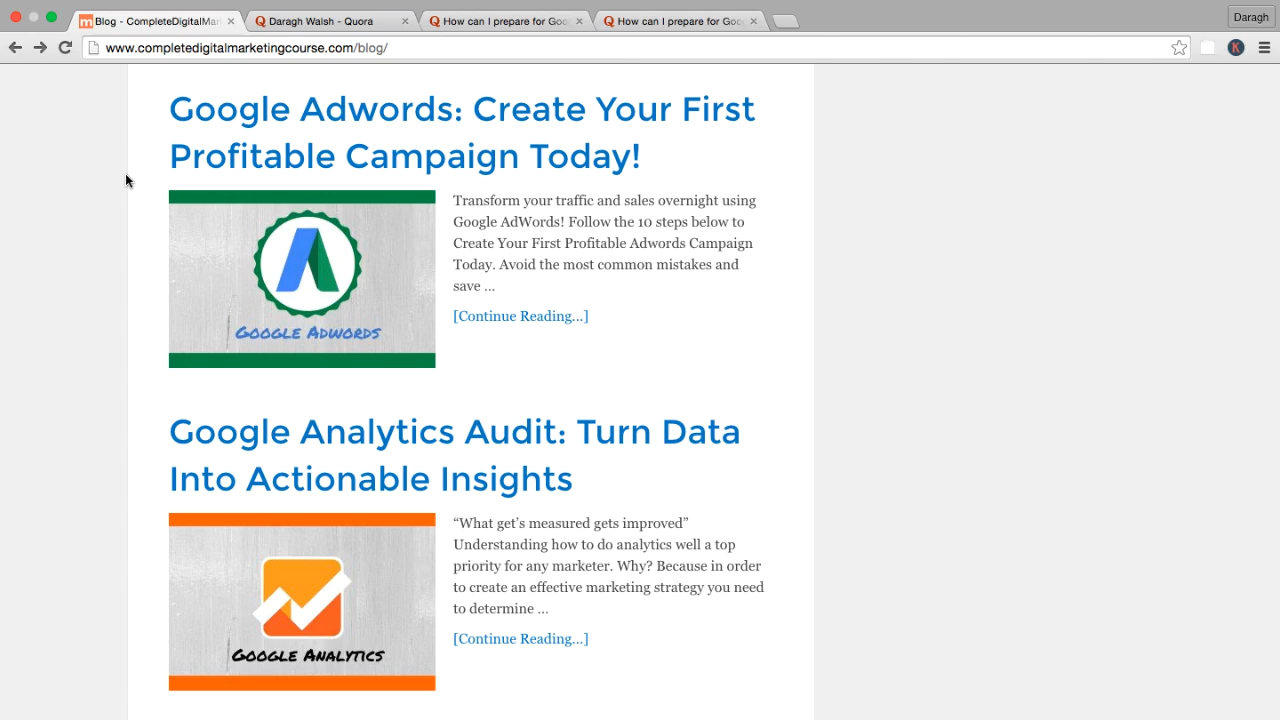 Blog - CompleteDigitalMar
Daragh Walsh - Quora
How can I prepare for Goo
How can I prepare for Goo
Daragh
www.completedigitalmarketingcourse.com/blog/
K
Google Adwords: Create Your First
Profitable Campaign Today!
Transform your traffic and sales overnight using
Google AdWords! Follow the 10 steps below to
Create Your First Profitable Adwords Campaign
Today. Avoid the most common mistakes and
save ...
[Continue Reading...]
Google Adwords
Google Analytics Audit: Turn Data
Into Actionable Insights
“What get’s measured gets improved”
Understanding how to do analytics well a top
priority for any marketer. Why? Because in order
to create an effective marketing strategy you need
to determine ...
[Continue Reading...]
Google Analytics